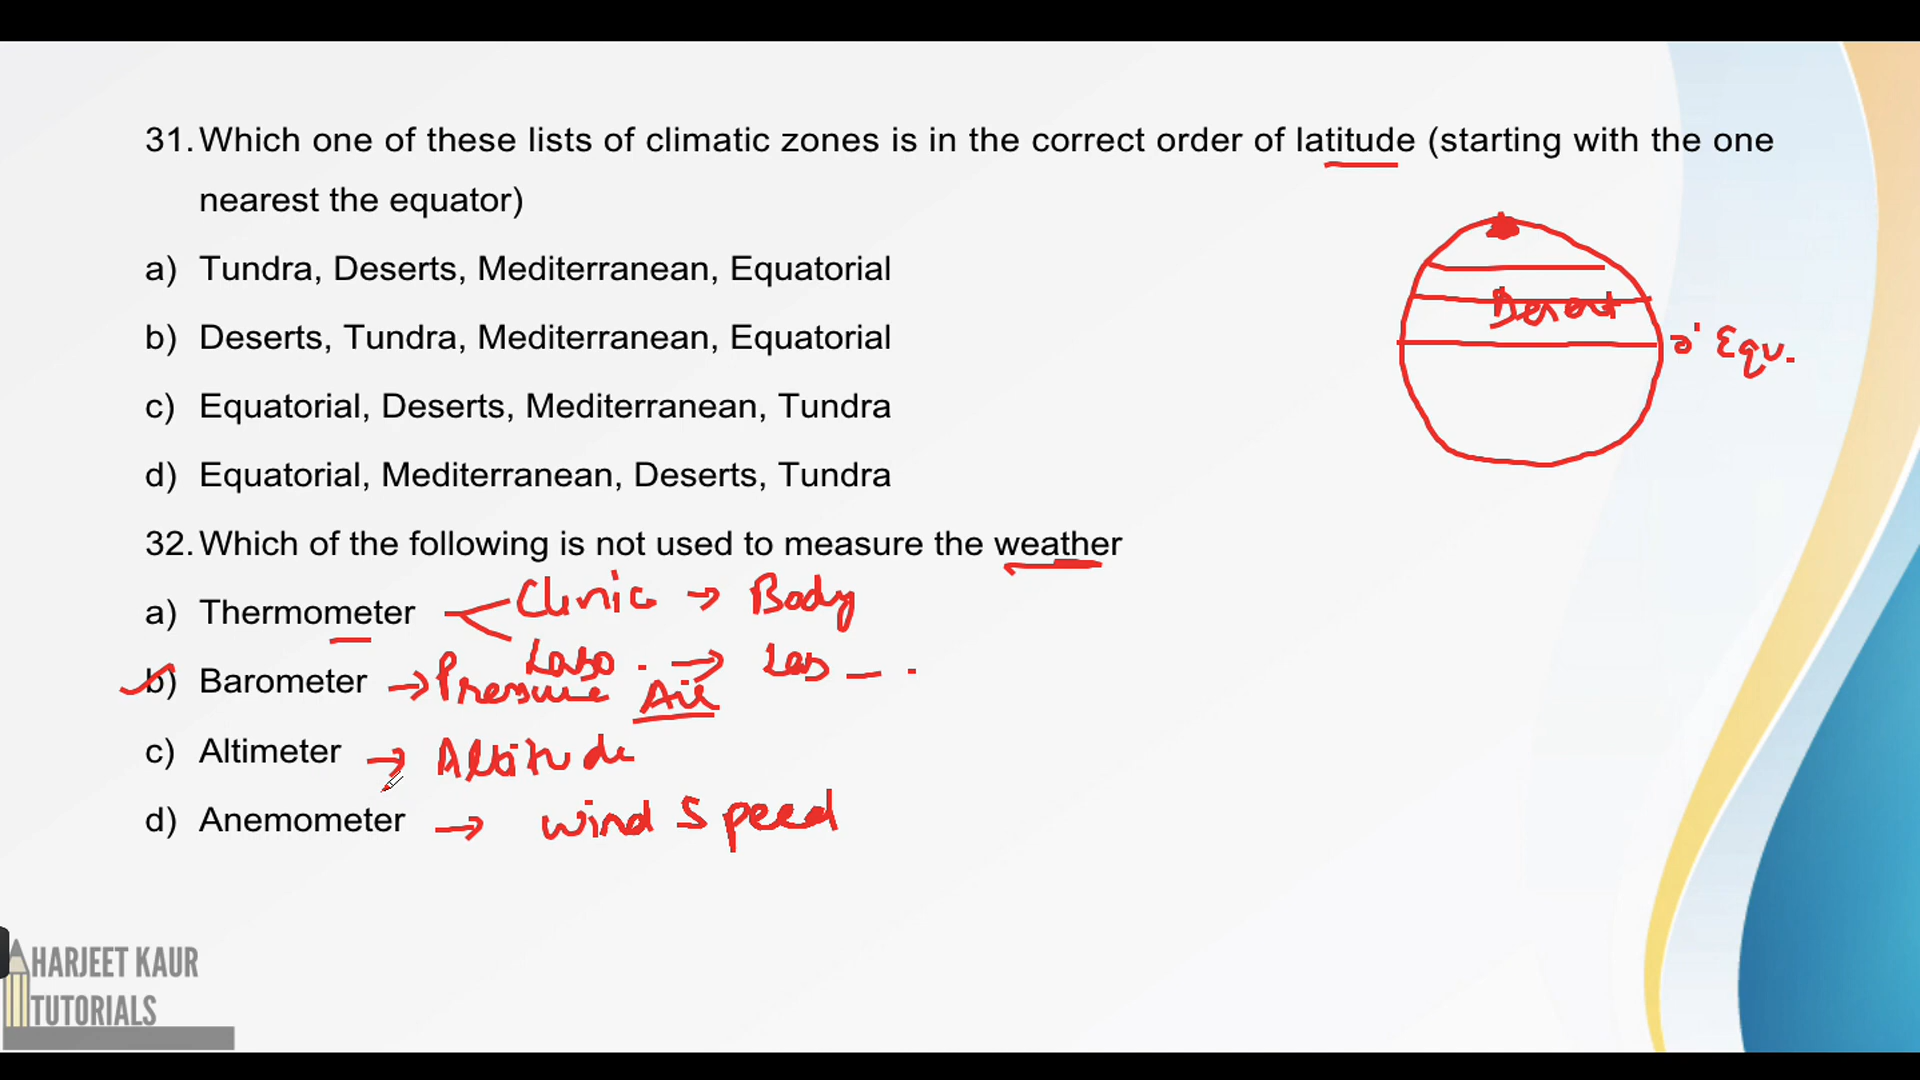 31. Which one of these lists of climatic zones is in the correct order of latitude (starting with the one
nearest the equator)
a) Tundra, Deserts, Mediterranean, Equatorial
b) Deserts, Tundra, Mediterranean, Equatorial
c) Equatorial, Deserts, Mediterranean, Tundra
d) Equatorial, Mediterranean, Deserts, Tundra
Desert
Equ.
32. Which of the following is not used to measure the weather
a) Thermometer
Clinic → Body
Labo. → Lab
b) Barometer → Pressure Air
c) Altimeter → Altitude
d) Anemometer → Wind Speed
HARJEET KAUR
TUTORIALS